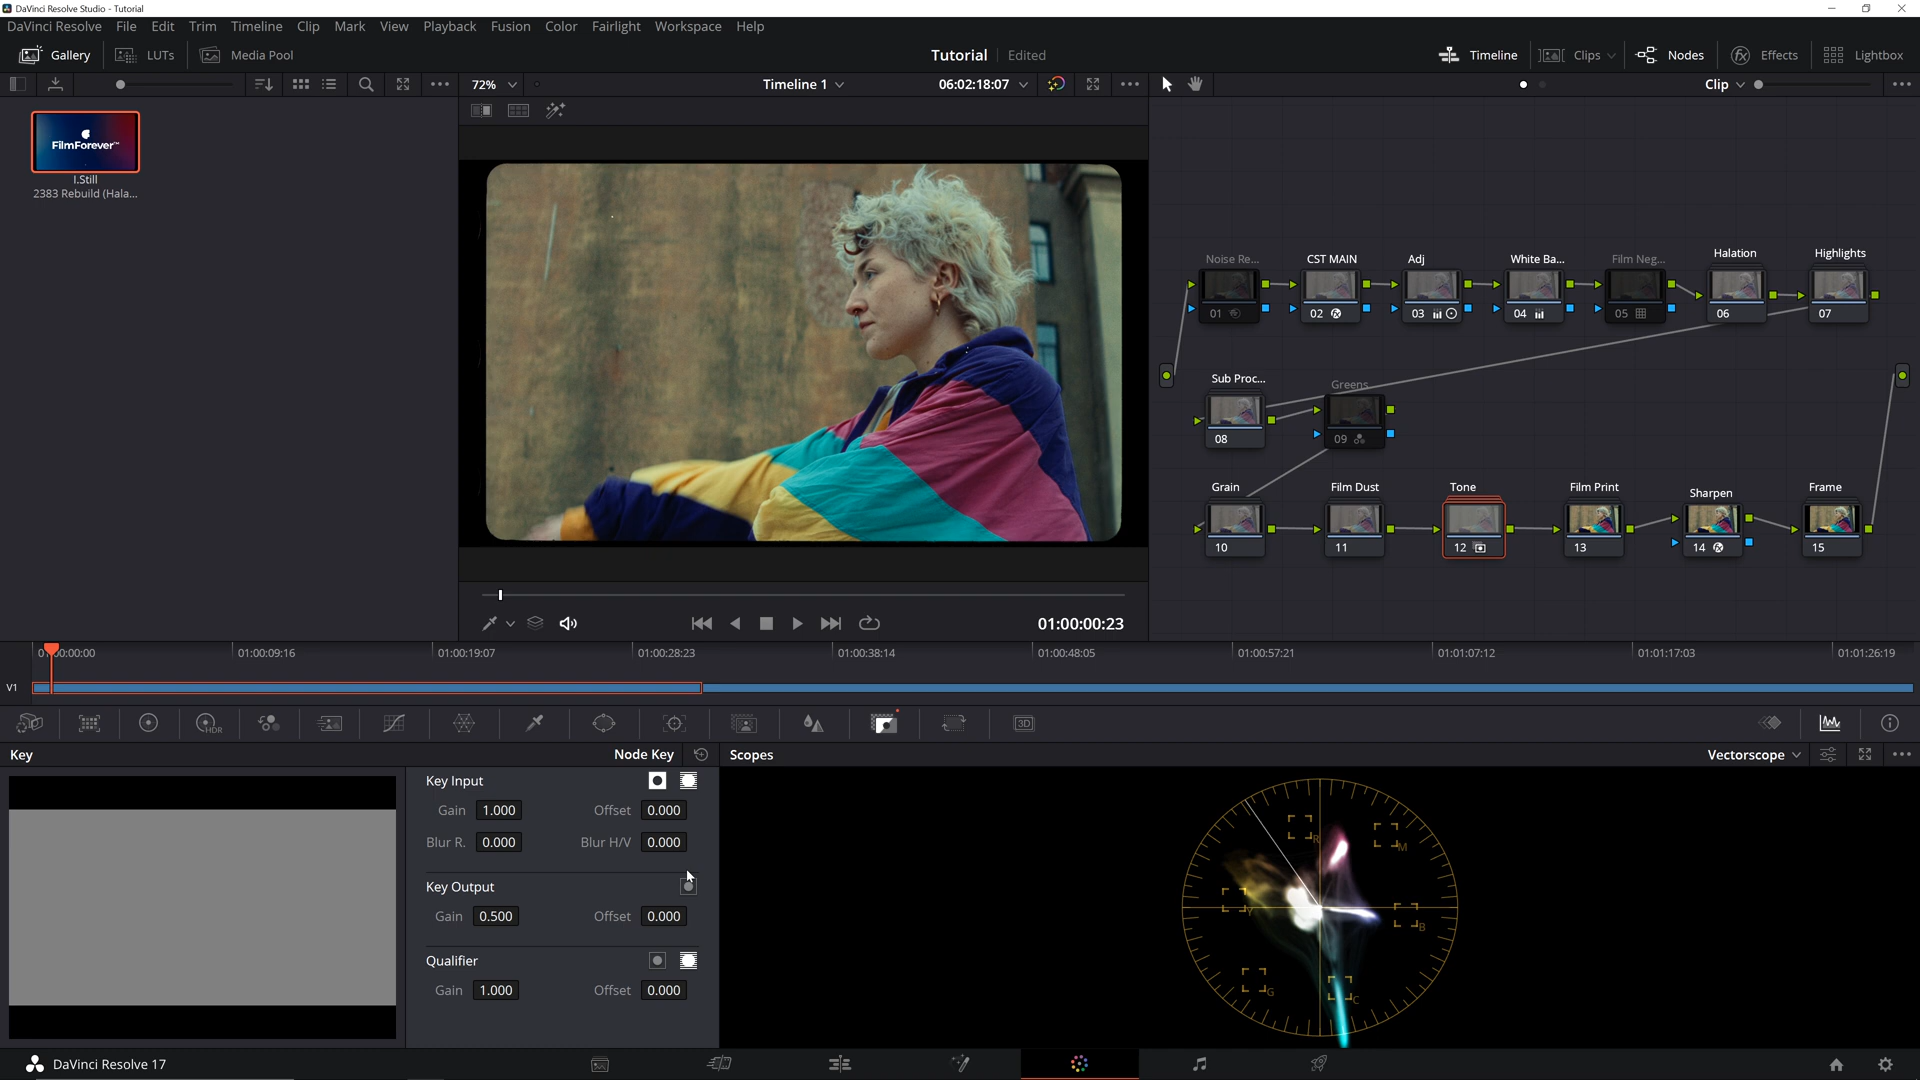 DaVinci Resolve Studio - Tutorial
DaVinci Resolve File Edit Trim Timeline Clip Mark View Playback Fusion Color Fairlight Workspace Help
Gallery LUTs Media Pool Tutorial Edited Timeline Clips Nodes Effects Lightbox
72% Timeline 1 06:02:18:07 Clip
FilmForever™
1.Still
2383 Rebuild (Hala...
Noise Re... CST MAIN Adj White Ba... Film Neg... Halation Highlights
01 02 03 04 05 06 07
Sub Proc... Greens
08 09
Grain Film Dust Tone Film Print Sharpen Frame
10 11 12 13 14 15
01:00:00:23
01:00:00:00 01:00:09:16 01:00:19:07 01:00:28:23 01:00:38:14 01:00:48:05 01:00:57:21 01:01:07:12 01:01:17:03 01:01:26:19
V1
HDR 3D
Key Node Key Scopes Vectorscope
Key Input
Gain 1.000 Offset 0.000
Blur R. 0.000 Blur H/V 0.000
Key Output
Gain 0.500 Offset 0.000
Qualifier
Gain 1.000 Offset 0.000
R M
Y B
G C
DaVinci Resolve 17